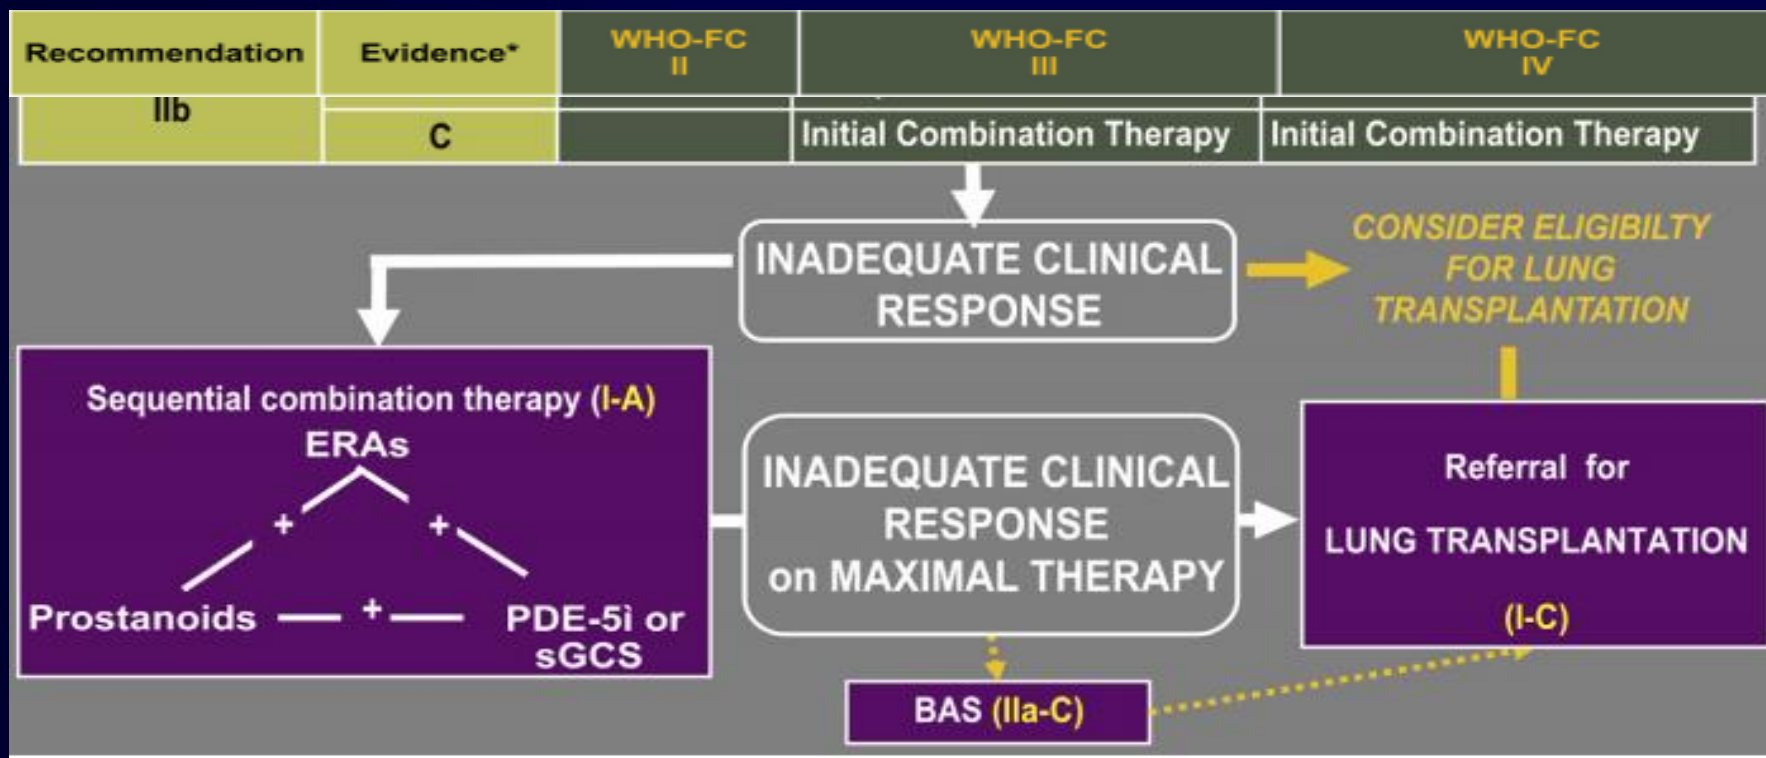 Recommendation
Evidence*
WHO-FC
II
WHO-FC
III
WHO-FC
IV
IIb
C
Initial Combination Therapy
Initial Combination Therapy
INADEQUATE CLINICAL
RESPONSE
CONSIDER ELIGIBILTY
FOR LUNG
TRANSPLANTATION
Sequential combination therapy (I-A)
ERAs
+
+
Prostanoids
+
PDE-5ì or
sGCS
INADEQUATE CLINICAL
RESPONSE
on MAXIMAL THERAPY
Referral for
LUNG TRANSPLANTATION
(I-C)
BAS (IIa-C)